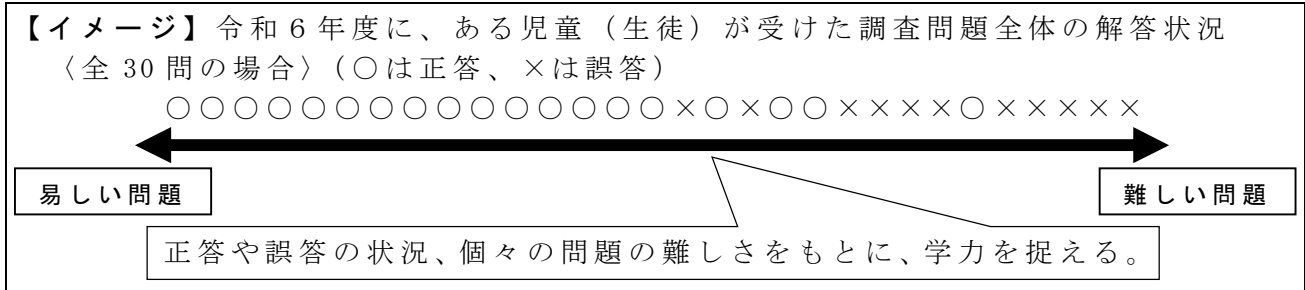 【イメージ】令和６年度に、ある児童（生徒）が受けた調査問題全体の解答状況
〈全 30 問の場合〉（○は正答、×は誤答）
○○○○○○○○○○○○○○○×○×○○××××○×××××
易しい問題
難しい問題
正答や誤答の状況、個々の問題の難しさをもとに、学力を捉える。